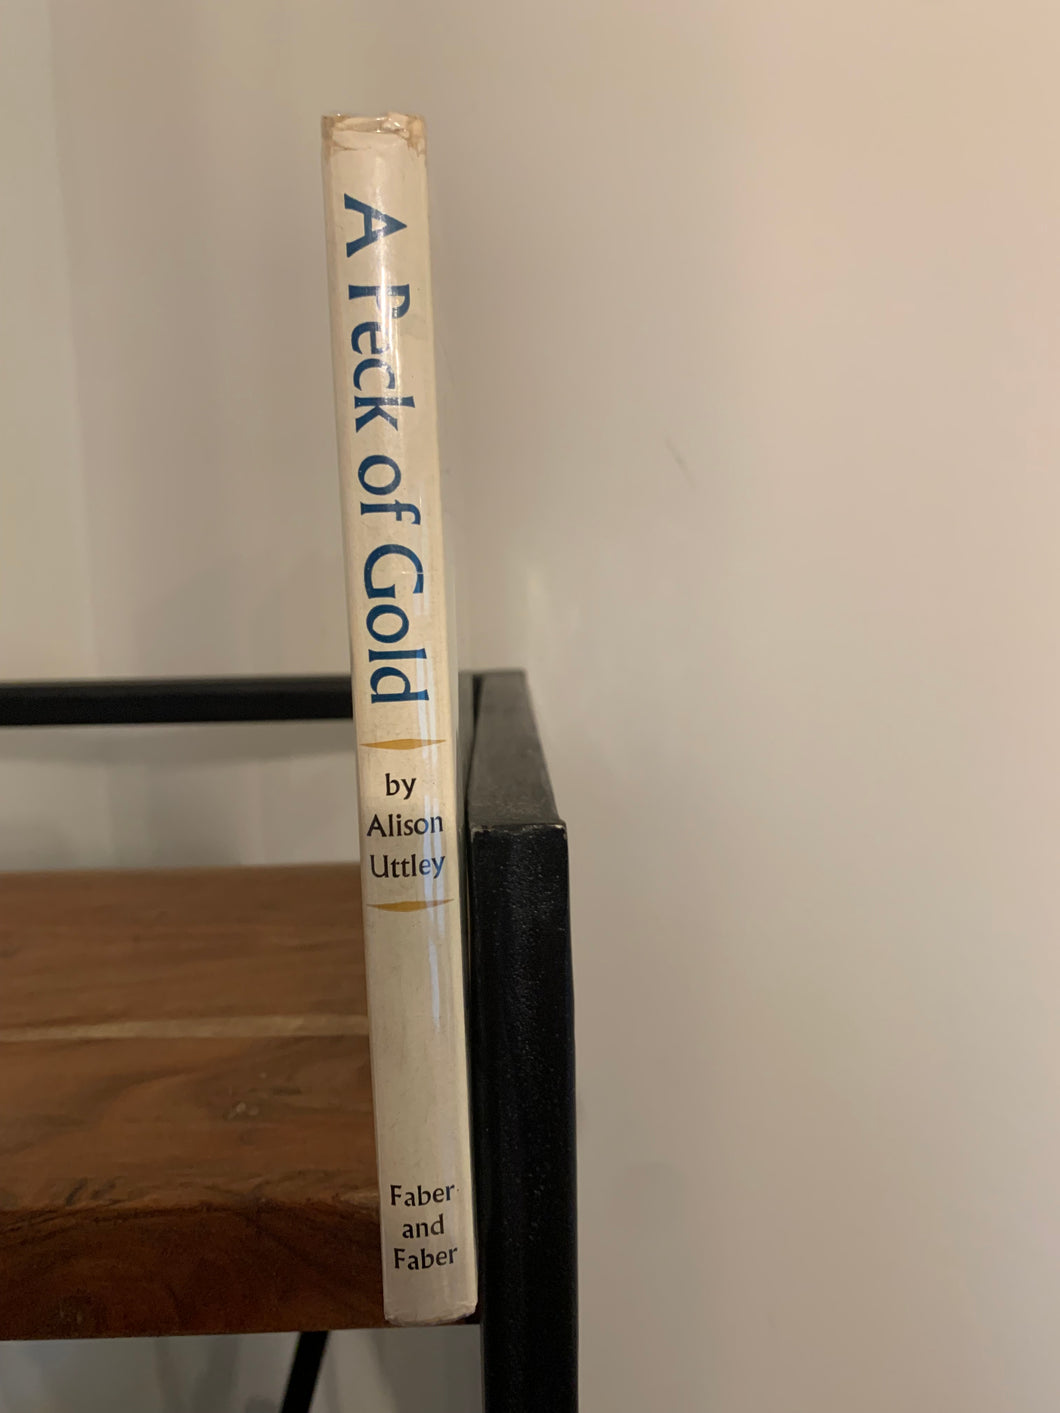 A Peck of Gold
by
Alison
Uttley
Faber
and
Faber